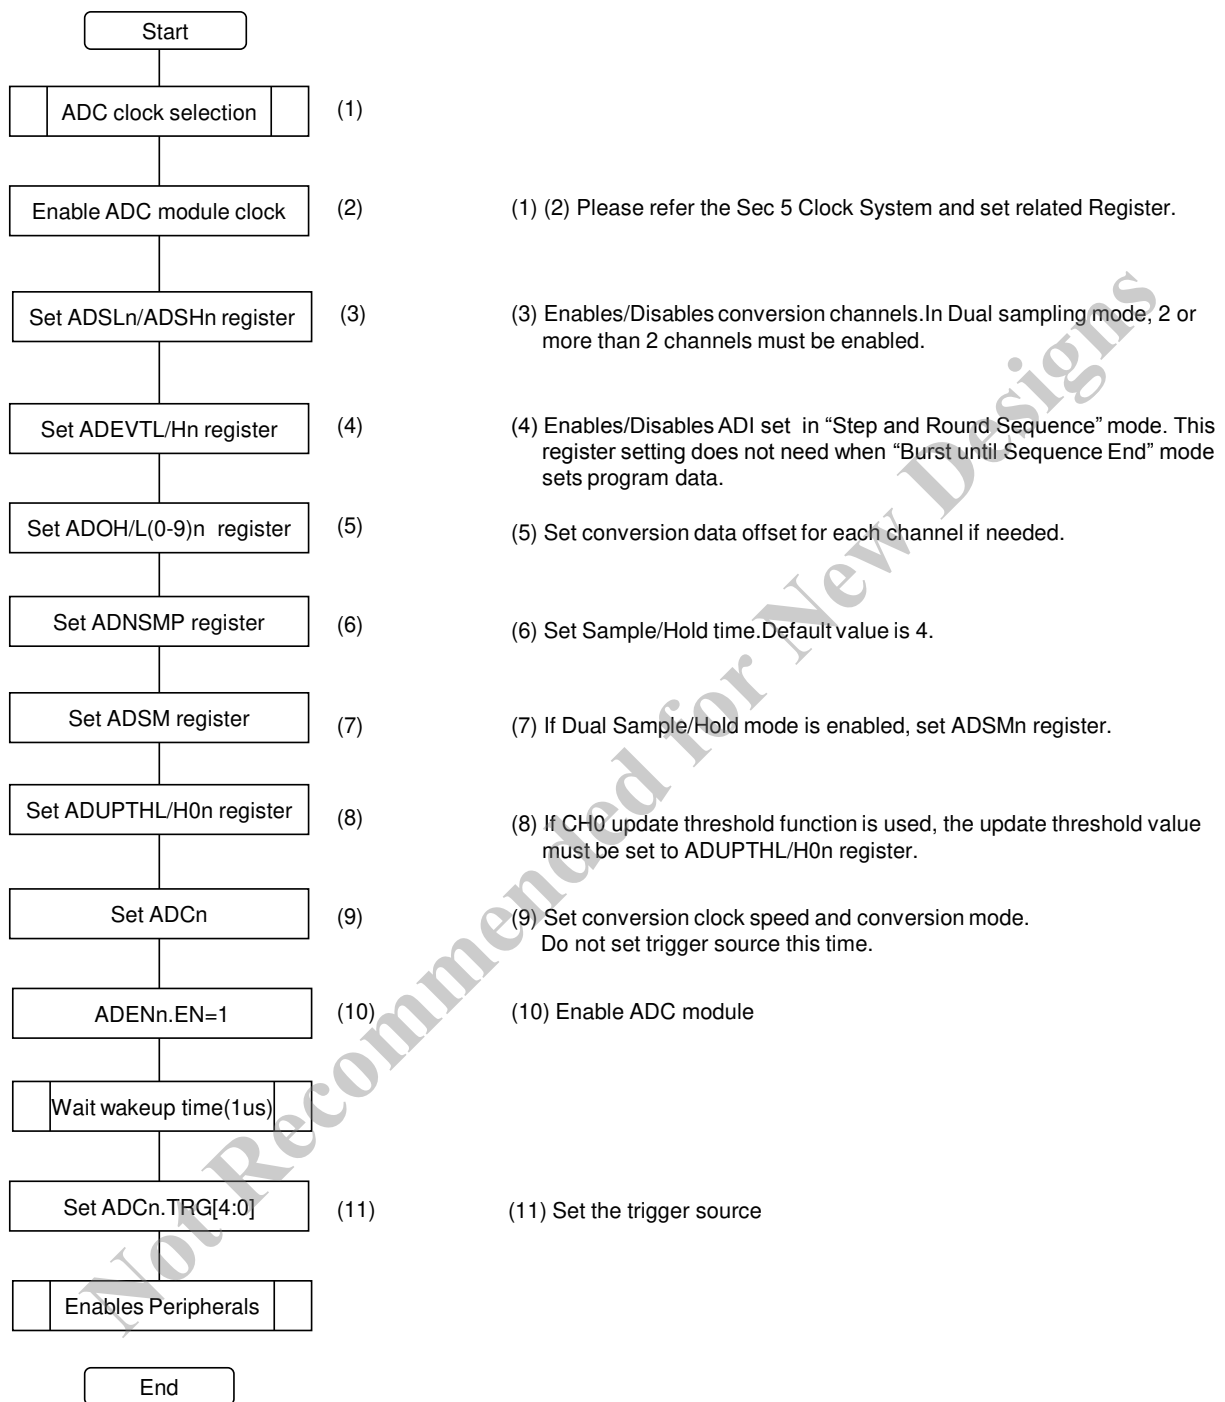 Start
ADC clock selection
(1)
Enable ADC module clock
(2)
(1) (2) Please refer the Sec 5 Clock System and set related Register.
Set ADSLn/ADSHn register
(3)
(3) Enables/Disables conversion channels.In Dual sampling mode, 2 or
more than 2 channels must be enabled.
Set ADEVTL/Hn register
(4)
(4) Enables/Disables ADI set in “Step and Round Sequence” mode. This
register setting does not need when “Burst until Sequence End” mode
sets program data.
Set ADOH/L(0-9)n register
(5)
(5) Set conversion data offset for each channel if needed.
Set ADNSMP register
(6)
(6) Set Sample/Hold time.Default value is 4.
Set ADSM register
(7)
(7) If Dual Sample/Hold mode is enabled, set ADSMn register.
Set ADUPTHL/H0n register
(8)
(8) If CH0 update threshold function is used, the update threshold value
must be set to ADUPTHL/H0n register.
Set ADCn
(9)
(9) Set conversion clock speed and conversion mode.
Do not set trigger source this time.
ADENn.EN=1
(10)
(10) Enable ADC module
Wait wakeup time(1us)
Set ADCn.TRG[4:0]
(11)
(11) Set the trigger source
Enables Peripherals
End
Not Recommended for New Designs